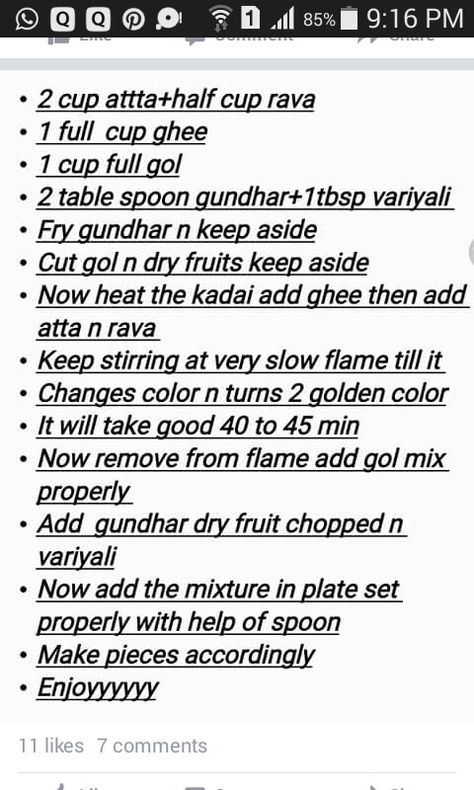 1 85% 9:16 PM
• 2 cup attta+half cup rava
• 1 full cup ghee
• 1 cup full gol
• 2 table spoon gundhar+1tbsp variyali
• Fry gundhar n keep aside
• Cut gol n dry fruits keep aside
• Now heat the kadai add ghee then add
atta n rava
• Keep stirring at very slow flame till it
• Changes color n turns 2 golden color
• It will take good 40 to 45 min
• Now remove from flame add gol mix
properly
• Add gundhar dry fruit chopped n
variyali
• Now add the mixture in plate set
properly with help of spoon
• Make pieces accordingly
• Enjoyyyyyy
11 likes 7 comments